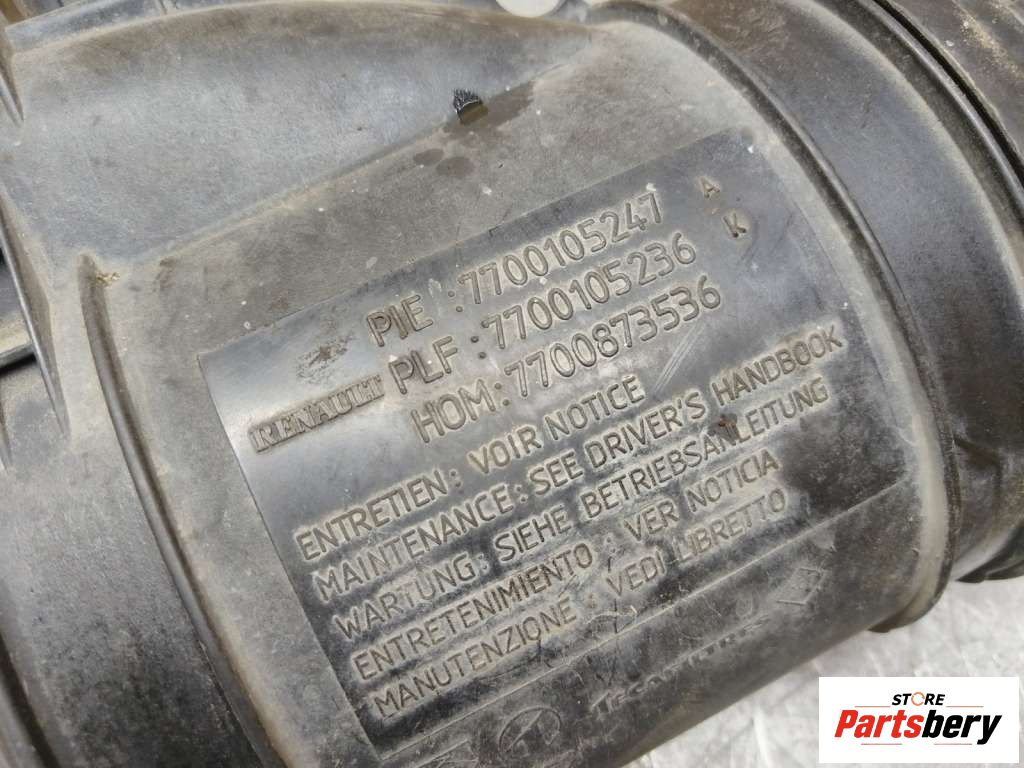 PIE : 7700105247 A
PLF : 7700105236 K
HOM : 7700873536
RENAULT
ENTRETIEN : VOIR NOTICE
MAINTENANCE : SEE DRIVER'S HANDBOOK
WARTUNG : SIEHE BETRIEBSANLEITUNG
ENTRETENIMIENTO : VER NOTICIA
MANUTENZIONE : VEDI LIBRETTO
STORE
Partsbery